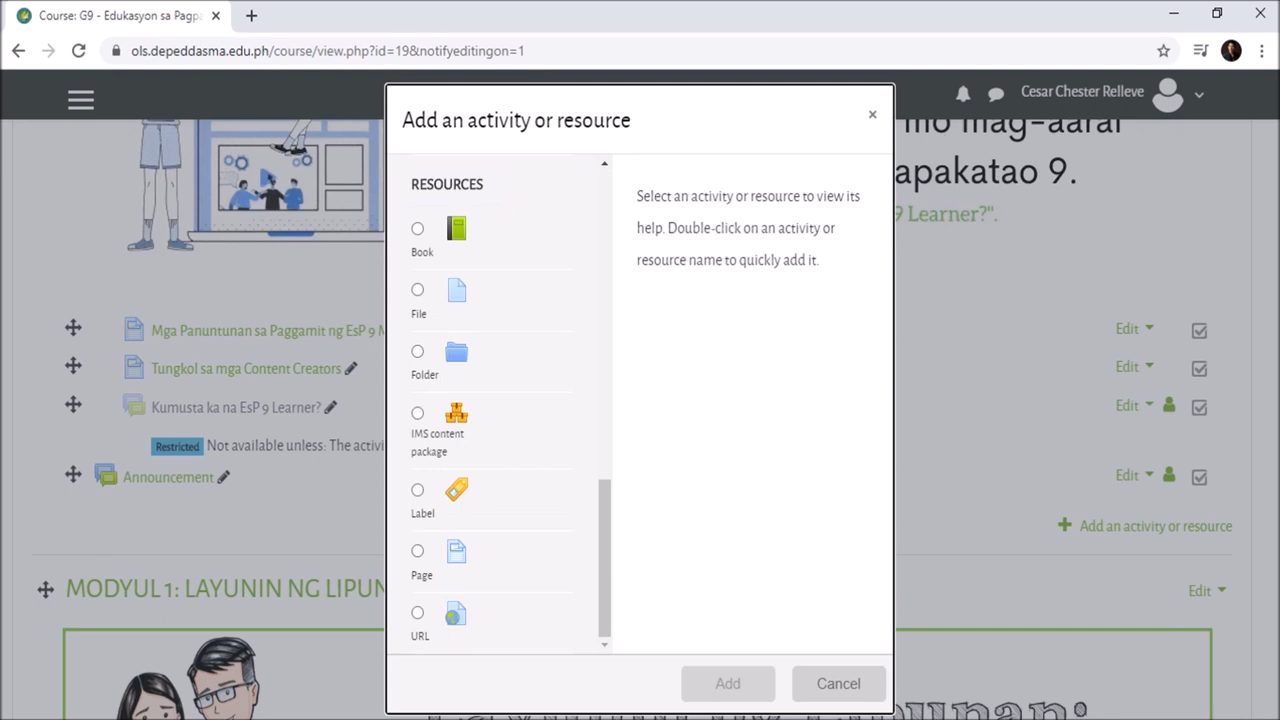 Course: G9 - Edukasyon sa Pagpa
ols.depeddasma.edu.ph/course/view.php?id=19&notifyeditingon=1
Cesar Chester Relleve
mo mag-aaral
apakatao 9.
9 Learner?".
Add an activity or resource
×
RESOURCES
Book
File
Folder
IMS content
package
Label
Page
URL
Select an activity or resource to view its
help. Double-click on an activity or
resource name to quickly add it.
Add
Cancel
Mga Panuntunan sa Paggamit ng EsP 9 M
Edit
Tungkol sa mga Content Creators
Edit
Kumusta ka na EsP 9 Learner?
Edit
Restricted Not available unless: The activi
Announcement
Edit
Add an activity or resource
MODYUL 1: LAYUNIN NG LIPUN
Edit